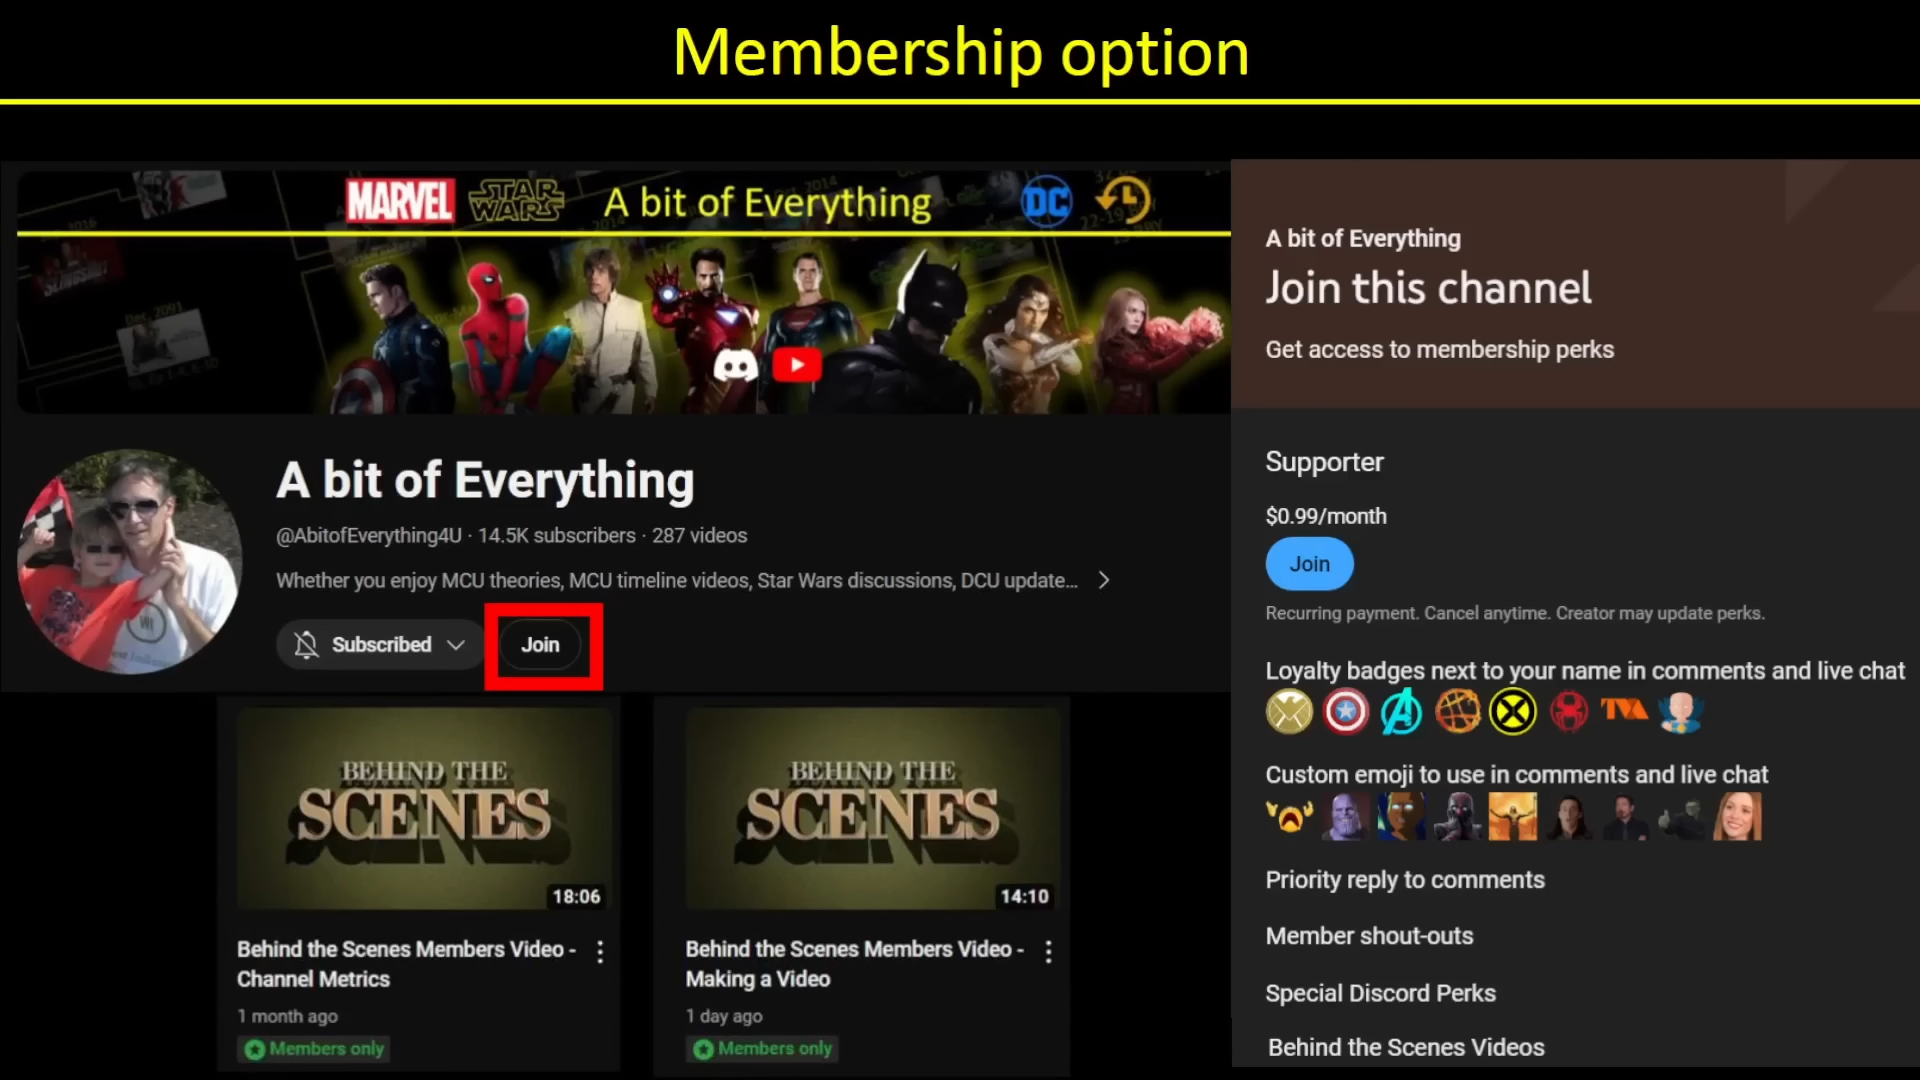 Membership option
MARVEL
STAR
WARS
A bit of Everything
DC
A bit of Everything
@AbitofEverything4U · 14.5K subscribers · 287 videos
Whether you enjoy MCU theories, MCU timeline videos, Star Wars discussions, DCU update...
Subscribed
Join
BEHIND THE
SCENES
18:06
Behind the Scenes Members Video -
Channel Metrics
1 month ago
Members only
BEHIND THE
SCENES
14:10
Behind the Scenes Members Video -
Making a Video
1 day ago
Members only
A bit of Everything
Join this channel
Get access to membership perks
Supporter
$0.99/month
Join
Recurring payment. Cancel anytime. Creator may update perks.
Loyalty badges next to your name in comments and live chat
TVA
Custom emoji to use in comments and live chat
Priority reply to comments
Member shout-outs
Special Discord Perks
Behind the Scenes Videos